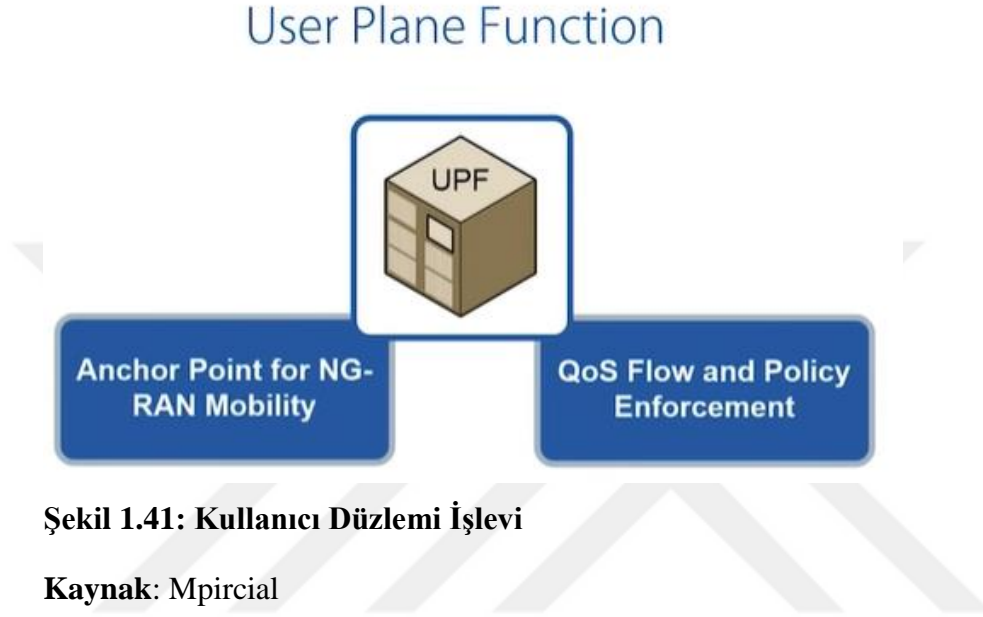 User Plane Function
UPF
Anchor Point for NG-
RAN Mobility
QoS Flow and Policy
Enforcement
Şekil 1.41: Kullanıcı Düzlemi İşlevi
Kaynak: Mpircial